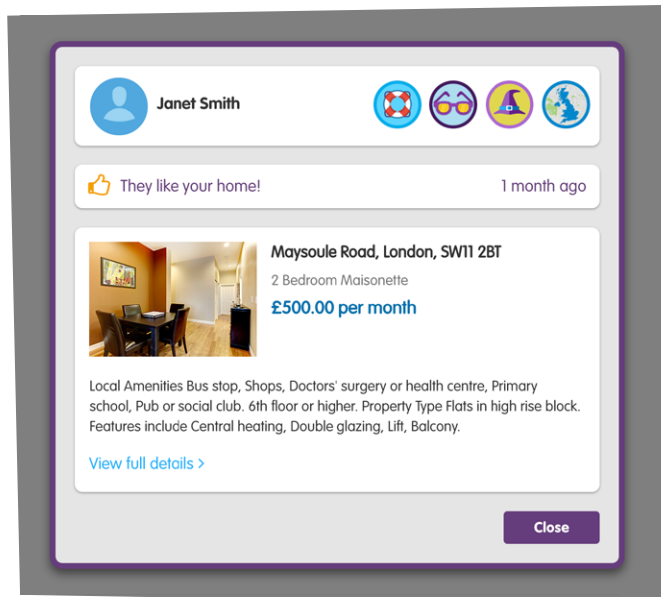 Janet Smith
They like your home!
1 month ago
Maysoule Road, London, SW11 2BT
2 Bedroom Maisonette
£500.00 per month
Local Amenities Bus stop, Shops, Doctors' surgery or health centre, Primary
school, Pub or social club. 6th floor or higher. Property Type Flats in high rise block.
Features include Central heating, Double glazing, Lift, Balcony.
View full details >
Close